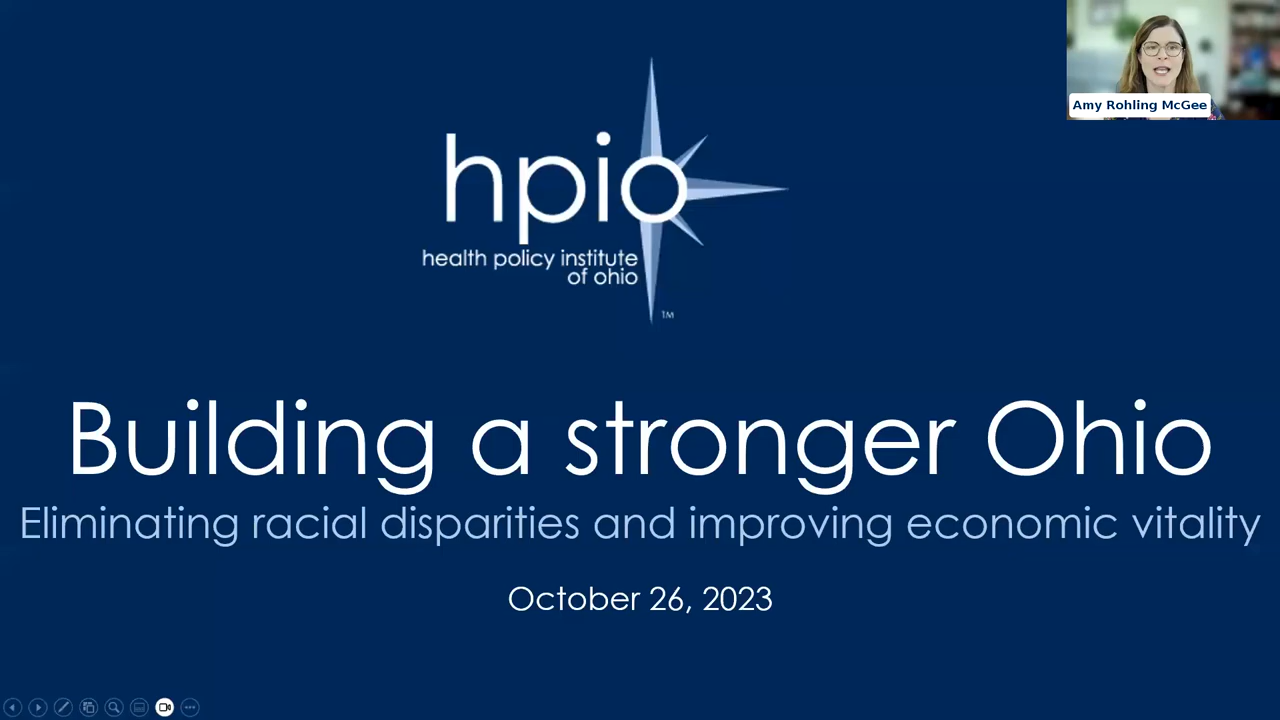 Amy Rohling McGee
hpio
health policy institute
of ohio
TM
Building a stronger Ohio
Eliminating racial disparities and improving economic vitality
October 26, 2023